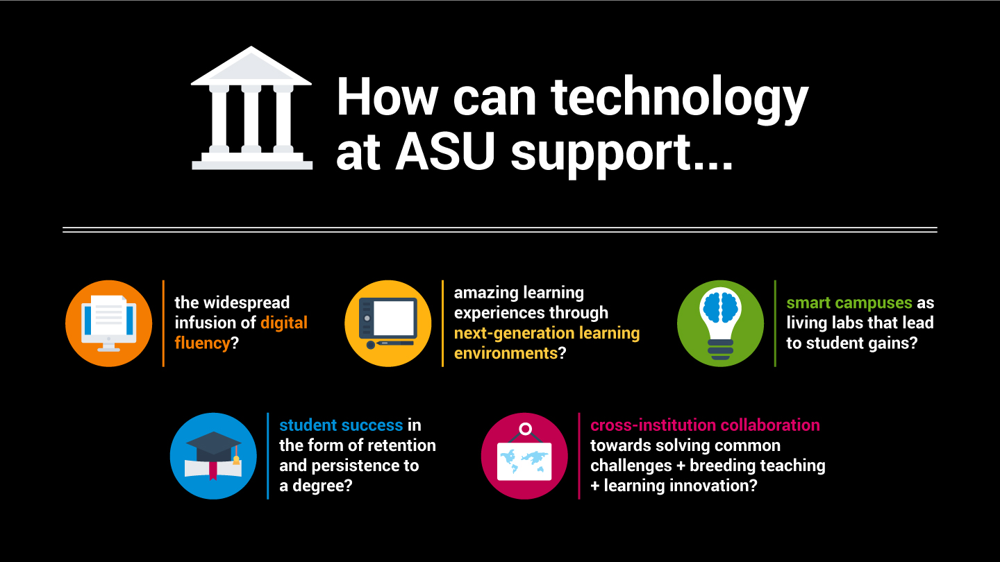 How can technology
at ASU support...
the widespread
infusion of digital
fluency?
amazing learning
experiences through
next-generation learning
environments?
smart campuses as
living labs that lead
to student gains?
student success in
the form of retention
and persistence to
a degree?
cross-institution collaboration
towards solving common
challenges + breeding teaching
+ learning innovation?